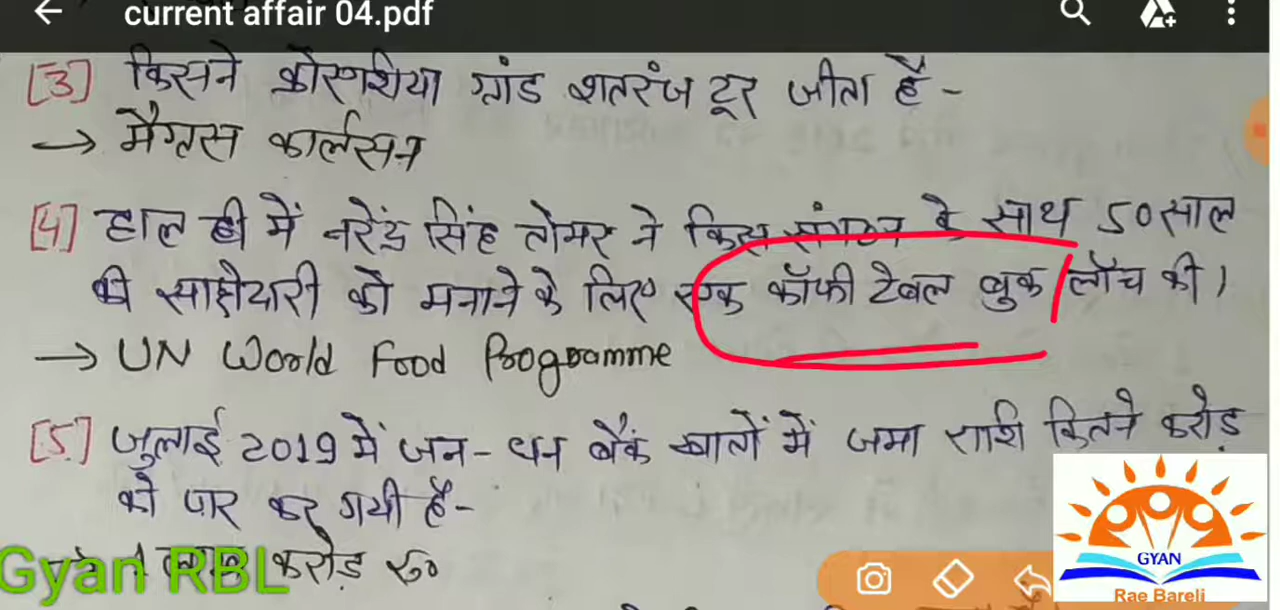 current affair 04.pdf
[3] किसने क्रोएशिया ग्रांड शतरंज टूर जीता है -
→ मैग्नस कार्लसन
[4] हाल ही में नरेंद्र सिंह तोमर ने किस संगठन के साथ 50 साल
की साझेदारी को मनाने के लिए एक कॉफी टेबल बुक लॉंच की।
→ UN World Food Programme
[5.] जुलाई 2019 में जन-धन बैंक खातों में जमा राशि कितने करोड़
को पार कर गयी है -
→ 1 लाख करोड़ रु०
Gyan RBL
GYAN
Rae Bareli